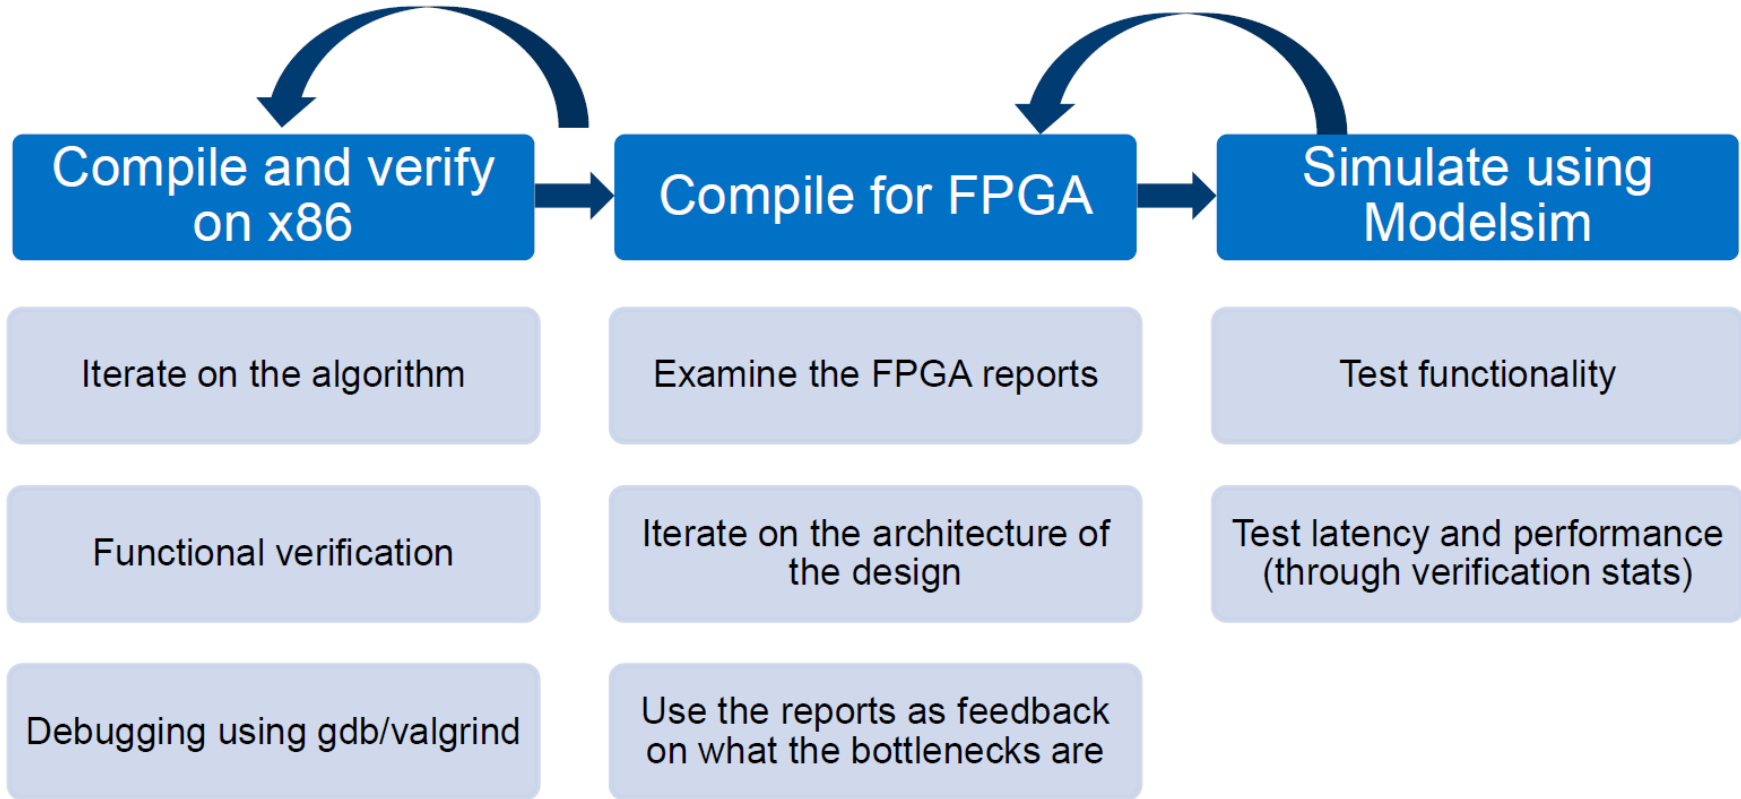 Compile and verify
on x86
Compile for FPGA
Simulate using
Modelsim
Iterate on the algorithm
Examine the FPGA reports
Test functionality
Functional verification
Iterate on the architecture of
the design
Test latency and performance
(through verification stats)
Debugging using gdb/valgrind
Use the reports as feedback
on what the bottlenecks are